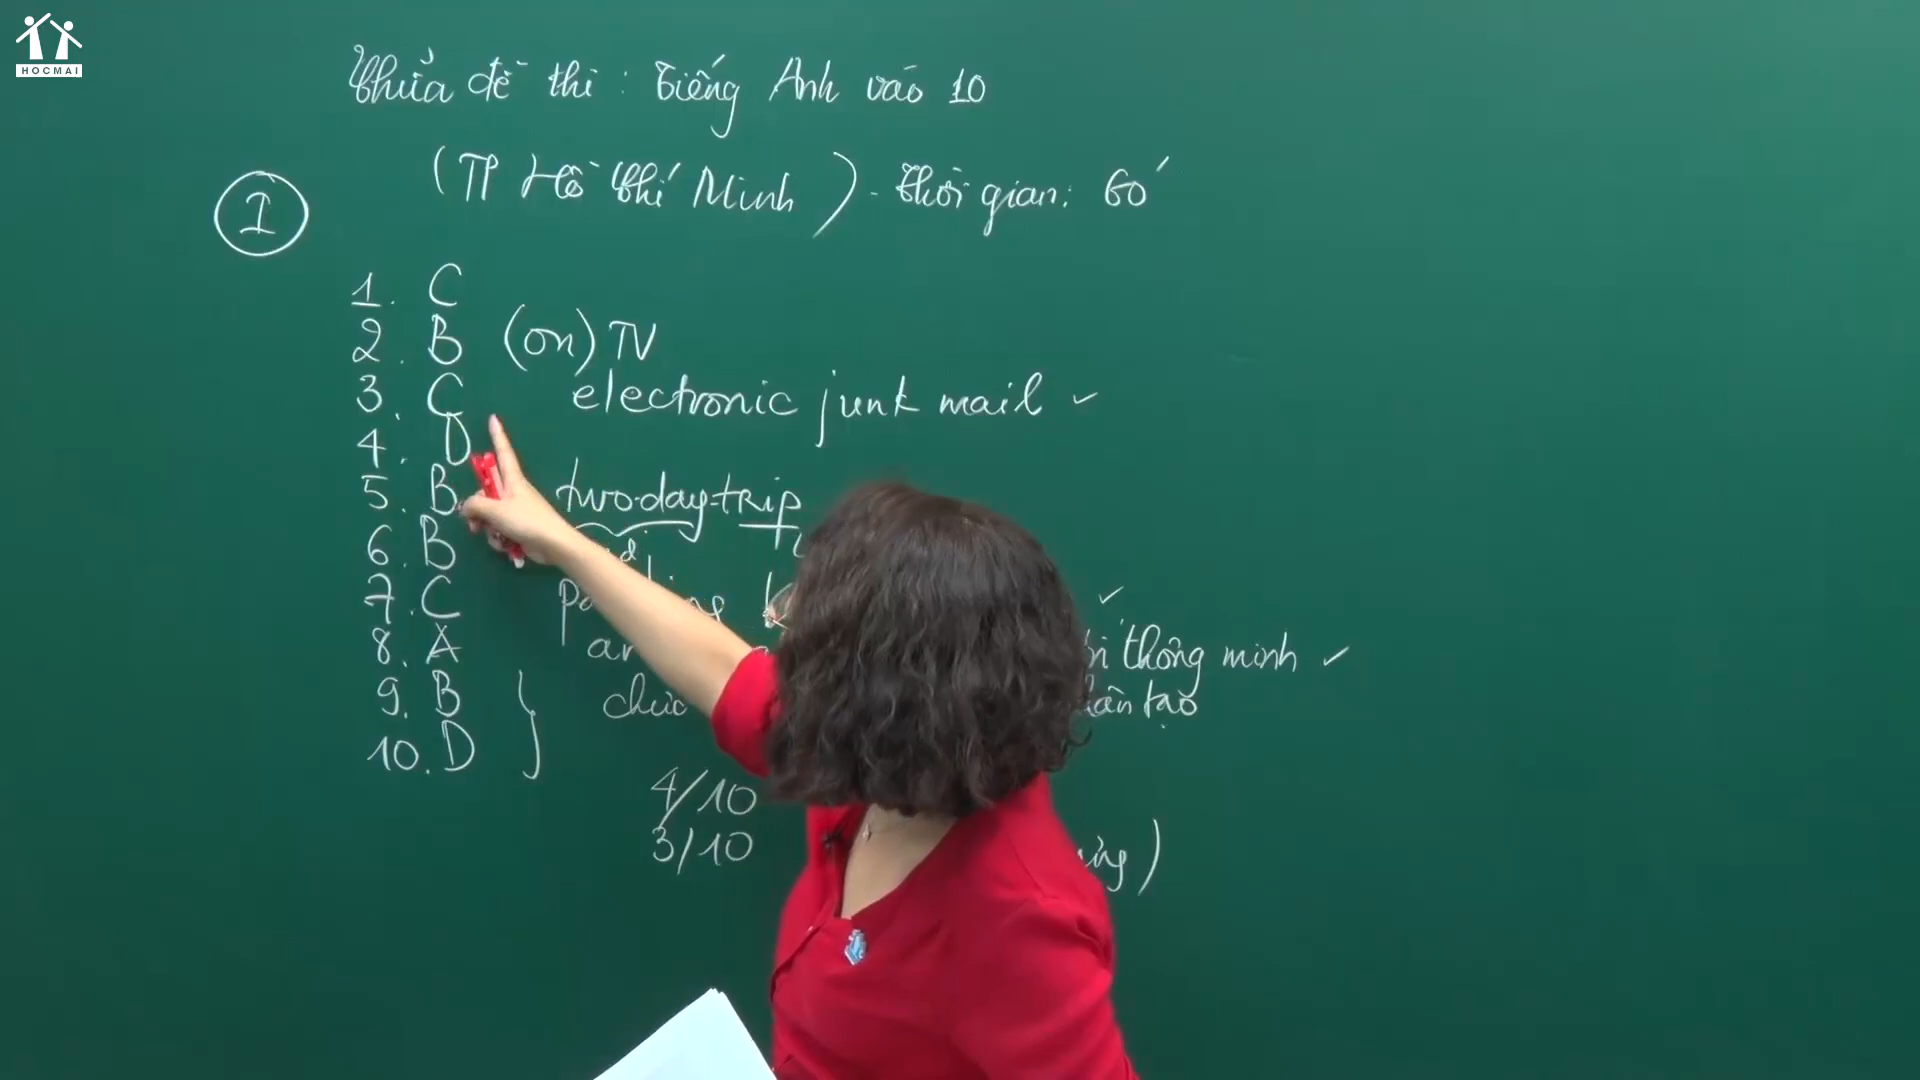 HOCMAI
Chữa đề thi : Tiếng Anh vào 10
(TP Hồ Chí Minh) - Thời gian: 60'
I
1. C
2. B (on) TV
3. C electronic junk mail ✓
4. D
5. B two-day-trip
6. B
7. C ✓
8. A thông minh ✓
9. B tạo
10. D
4/10
3/10